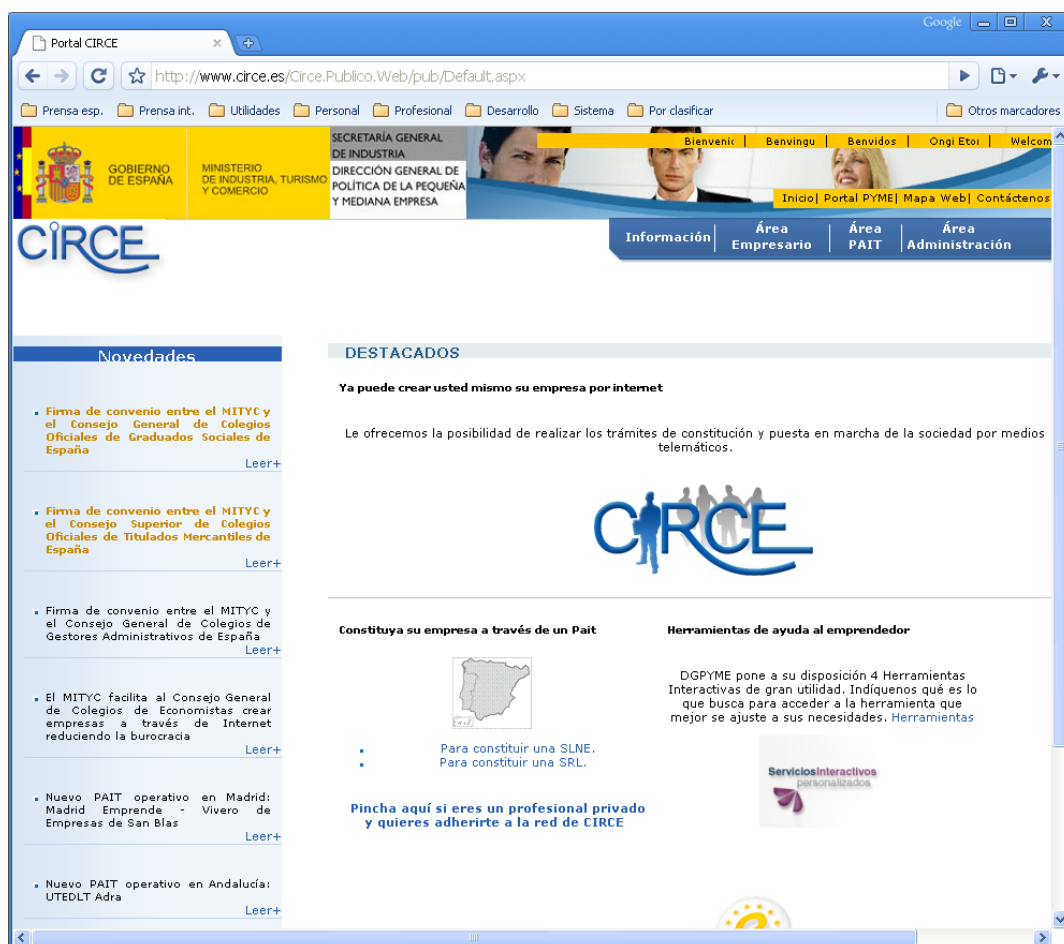 Google
Portal CIRCE
http://www.circe.es/Circe.Publico.Web/pub/Default.aspx
Prensa esp. Prensa int. Utilidades Personal Profesional Desarrollo Sistema Por clasificar Otros marcadores
GOBIERNO
DE ESPAÑA
MINISTERIO
DE INDUSTRIA, TURISMO
Y COMERCIO
SECRETARÍA GENERAL
DE INDUSTRIA
DIRECCIÓN GENERAL DE
POLÍTICA DE LA PEQUEÑA
Y MEDIANA EMPRESA
Bienvenic | Benvingu | Benvidos | Ongi Etor | Welcom
Inicio| Portal PYME| Mapa Web| Contáctenos
CIRCE
Información
Área
Empresario
Área
PAIT
Área
Administración
Novedades
Firma de convenio entre el MITYC y
el Consejo General de Colegios
Oficiales de Graduados Sociales de
España
Leer+
Firma de convenio entre el MITYC y
el Consejo Superior de Colegios
Oficiales de Titulados Mercantiles de
España
Leer+
Firma de convenio entre el MITYC y
el Consejo General de Colegios de
Gestores Administrativos de España
Leer+
El MITYC facilita al Consejo General
de Colegios de Economistas crear
empresas a través de Internet
reduciendo la burocracia
Leer+
Nuevo PAIT operativo en Madrid:
Madrid Emprende - Vivero de
Empresas de San Blas
Leer+
Nuevo PAIT operativo en Andalucía:
UTEDLT Adra
Leer+
DESTACADOS
Ya puede crear usted mismo su empresa por internet
Le ofrecemos la posibilidad de realizar los trámites de constitución y puesta en marcha de la sociedad por medios
telemáticos.
CIRCE
Constituya su empresa a través de un Pait
Para constituir una SLNE.
Para constituir una SRL.
Pincha aquí si eres un profesional privado
y quieres adherirte a la red de CIRCE
Herramientas de ayuda al emprendedor
DGPYME pone a su disposición 4 Herramientas
Interactivas de gran utilidad. Indíquenos qué es lo
que busca para acceder a la herramienta que
mejor se ajuste a sus necesidades. Herramientas
ServiciosInteractivos
personalizados